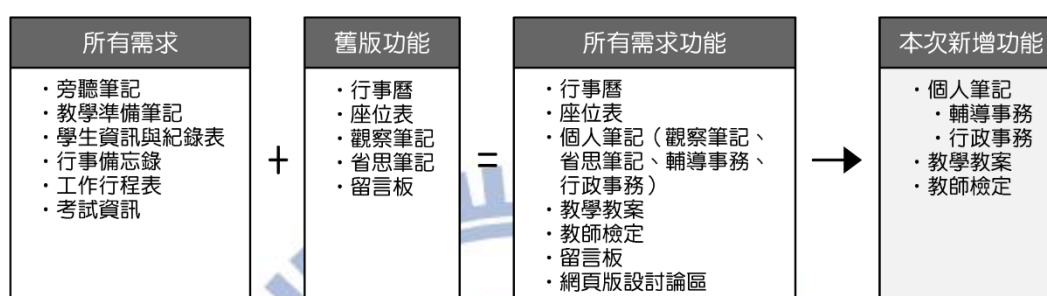 所有需求
・旁聽筆記
・教學準備筆記
・學生資訊與紀錄表
・行事備忘錄
・工作行程表
・考試資訊
+
舊版功能
・行事曆
・座位表
・觀察筆記
・省思筆記
・留言板
=
所有需求功能
・行事曆
・座位表
・個人筆記（觀察筆記、
省思筆記、輔導事務、
行政事務）
・教學教案
・教師檢定
・留言板
・網頁版設討論區
本次新增功能
・個人筆記
・輔導事務
・行政事務
・教學教案
・教師檢定